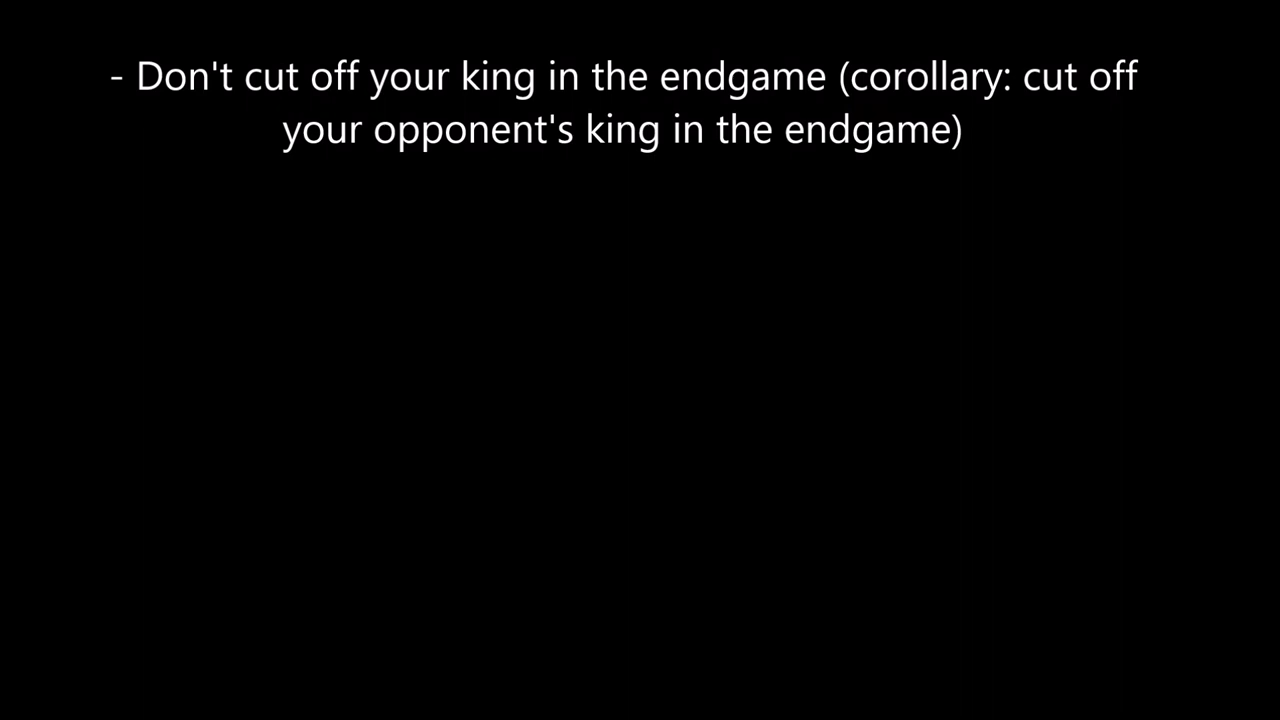 - Don't cut off your king in the endgame (corollary: cut off
your opponent's king in the endgame)